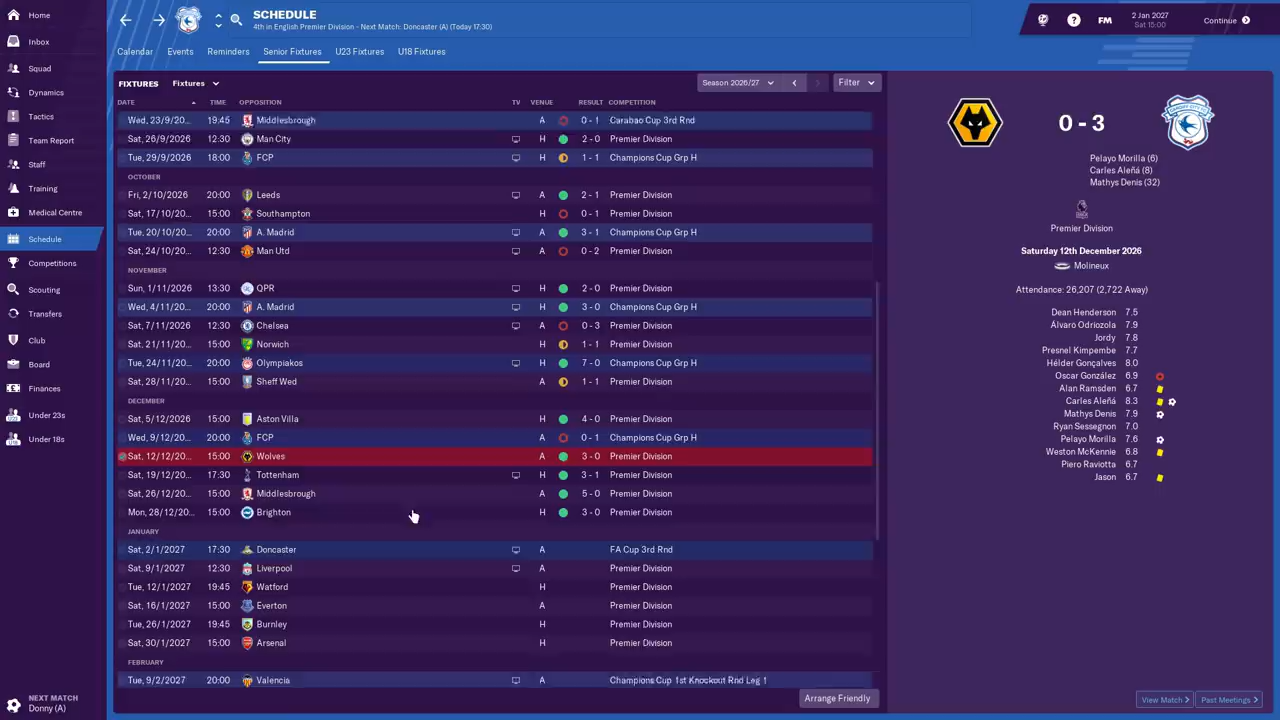 SCHEDULE
4th in English Premier Division - Next Match: Doncaster (A) (Today 17:30)
FM
2 Jan 2027
Sat 15:00
Continue
Home
Inbox
Squad
Dynamics
Tactics
Team Report
Staff
Training
Medical Centre
Schedule
Competitions
Scouting
Transfers
Club
Board
Finances
Under 23s
Under 18s
NEXT MATCH
Donny (A)
Calendar Events Reminders Senior Fixtures U23 Fixtures U18 Fixtures
FIXTURES Fixtures Season 2026/27 Filter
DATE TIME OPPOSITION TV VENUE RESULT COMPETITION
Wed, 23/9/20... 19:45 Middlesbrough A 0 - 1 Carabao Cup 3rd Rnd
Sat, 26/9/2026 12:30 Man City H 2 - 0 Premier Division
Tue, 29/9/2026 18:00 FCP H 1 - 1 Champions Cup Grp H
OCTOBER
Fri, 2/10/2026 20:00 Leeds A 2 - 1 Premier Division
Sat, 17/10/20... 15:00 Southampton H 0 - 1 Premier Division
Tue, 20/10/20... 20:00 A. Madrid A 3 - 1 Champions Cup Grp H
Sat, 24/10/20... 12:30 Man Utd A 0 - 2 Premier Division
NOVEMBER
Sun, 1/11/2026 13:30 QPR H 2 - 0 Premier Division
Wed, 4/11/20... 20:00 A. Madrid H 3 - 0 Champions Cup Grp H
Sat, 7/11/2026 12:30 Chelsea A 0 - 3 Premier Division
Sat, 21/11/2026 15:00 Norwich H 1 - 1 Premier Division
Tue, 24/11/20... 20:00 Olympiakos H 7 - 0 Champions Cup Grp H
Sat, 28/11/20... 15:00 Sheff Wed A 1 - 1 Premier Division
DECEMBER
Sat, 5/12/2026 15:00 Aston Villa H 4 - 0 Premier Division
Wed, 9/12/20... 20:00 FCP A 0 - 1 Champions Cup Grp H
Sat, 12/12/20... 15:00 Wolves A 3 - 0 Premier Division
Sat, 19/12/20... 17:30 Tottenham H 3 - 1 Premier Division
Sat, 26/12/20... 15:00 Middlesbrough A 5 - 0 Premier Division
Mon, 28/12/20... 15:00 Brighton H 3 - 0 Premier Division
JANUARY
Sat, 2/1/2027 17:30 Doncaster A FA Cup 3rd Rnd
Sat, 9/1/2027 12:30 Liverpool A Premier Division
Tue, 12/1/2027 19:45 Watford H Premier Division
Sat, 16/1/2027 15:00 Everton A Premier Division
Tue, 26/1/2027 19:45 Burnley H Premier Division
Sat, 30/1/2027 15:00 Arsenal H Premier Division
FEBRUARY
Tue, 9/2/2027 20:00 Valencia A Champions Cup 1st Knockout Rnd Leg 1
Arrange Friendly
0 - 3
Pelayo Morilla (6)
Carles Aleñá (8)
Mathys Denis (32)
Premier Division
Saturday 12th December 2026
Molineux
Attendance: 26,207 (2,722 Away)
Dean Henderson 7.5
Álvaro Odriozola 7.9
Jordy 7.8
Presnel Kimpembe 7.7
Hélder Gonçalves 8.0
Oscar González 6.9
Alan Ramsden 6.7
Carles Aleñá 8.3
Mathys Denis 7.9
Ryan Sessegnon 7.0
Pelayo Morilla 7.6
Weston McKennie 6.8
Piero Raviotta 6.7
Jason 6.7
View Match Past Meetings